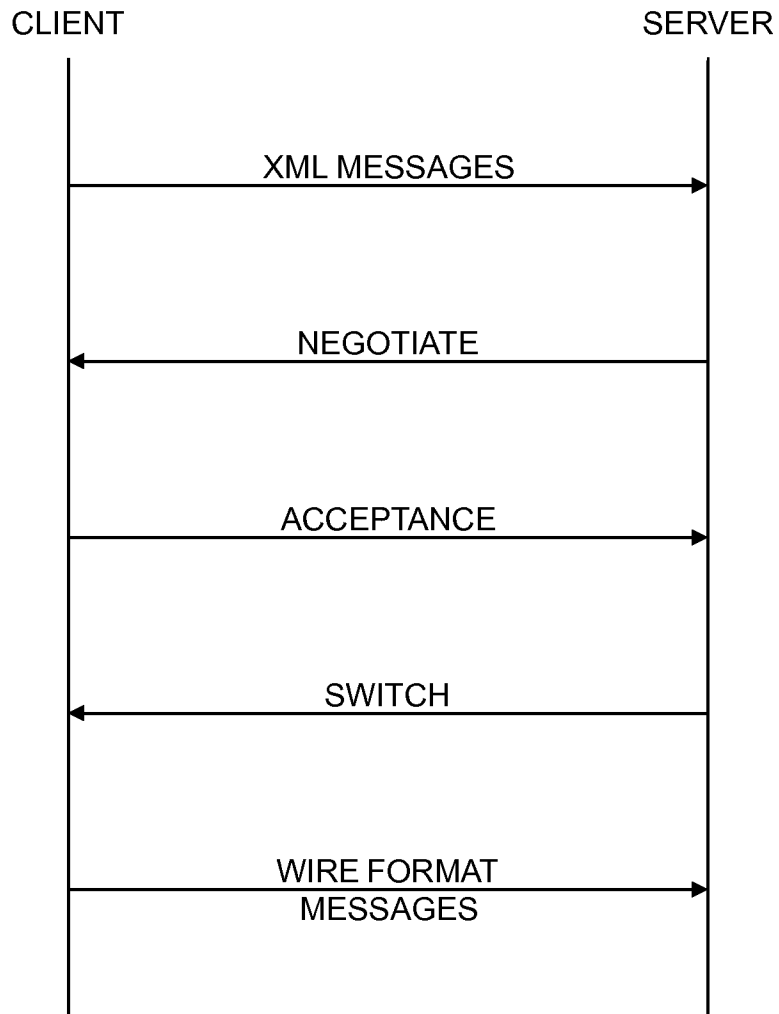 CLIENT
SERVER
XML MESSAGES
NEGOTIATE
ACCEPTANCE
SWITCH
WIRE FORMAT
MESSAGES